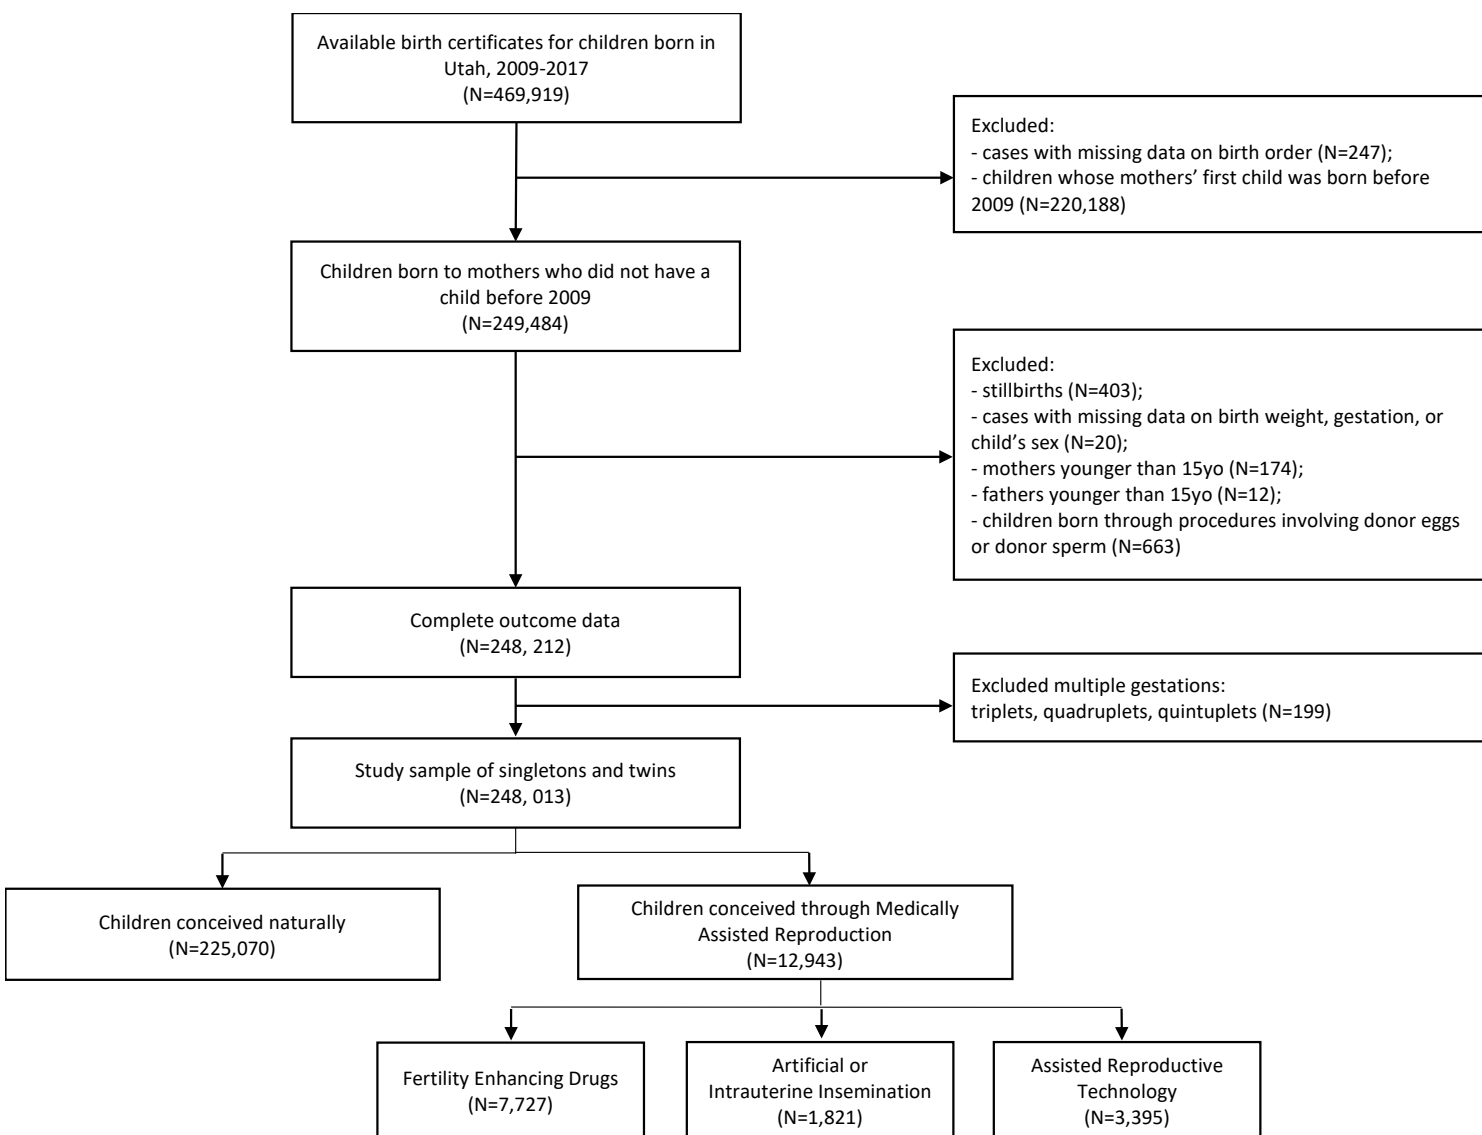 Available birth certificates for children born in
Utah, 2009-2017
(N=469,919)
Excluded:
- cases with missing data on birth order (N=247);
- children whose mothers’ first child was born before
2009 (N=220,188)
Children born to mothers who did not have a
child before 2009
(N=249,484)
Excluded:
- stillbirths (N=403);
- cases with missing data on birth weight, gestation, or
child’s sex (N=20);
- mothers younger than 15yo (N=174);
- fathers younger than 15yo (N=12);
- children born through procedures involving donor eggs
or donor sperm (N=663)
Complete outcome data
(N=248, 212)
Excluded multiple gestations:
triplets, quadruplets, quintuplets (N=199)
Study sample of singletons and twins
(N=248, 013)
Children conceived naturally
(N=225,070)
Children conceived through Medically
Assisted Reproduction
(N=12,943)
Fertility Enhancing Drugs
(N=7,727)
Artificial or
Intrauterine Insemination
(N=1,821)
Assisted Reproductive
Technology
(N=3,395)